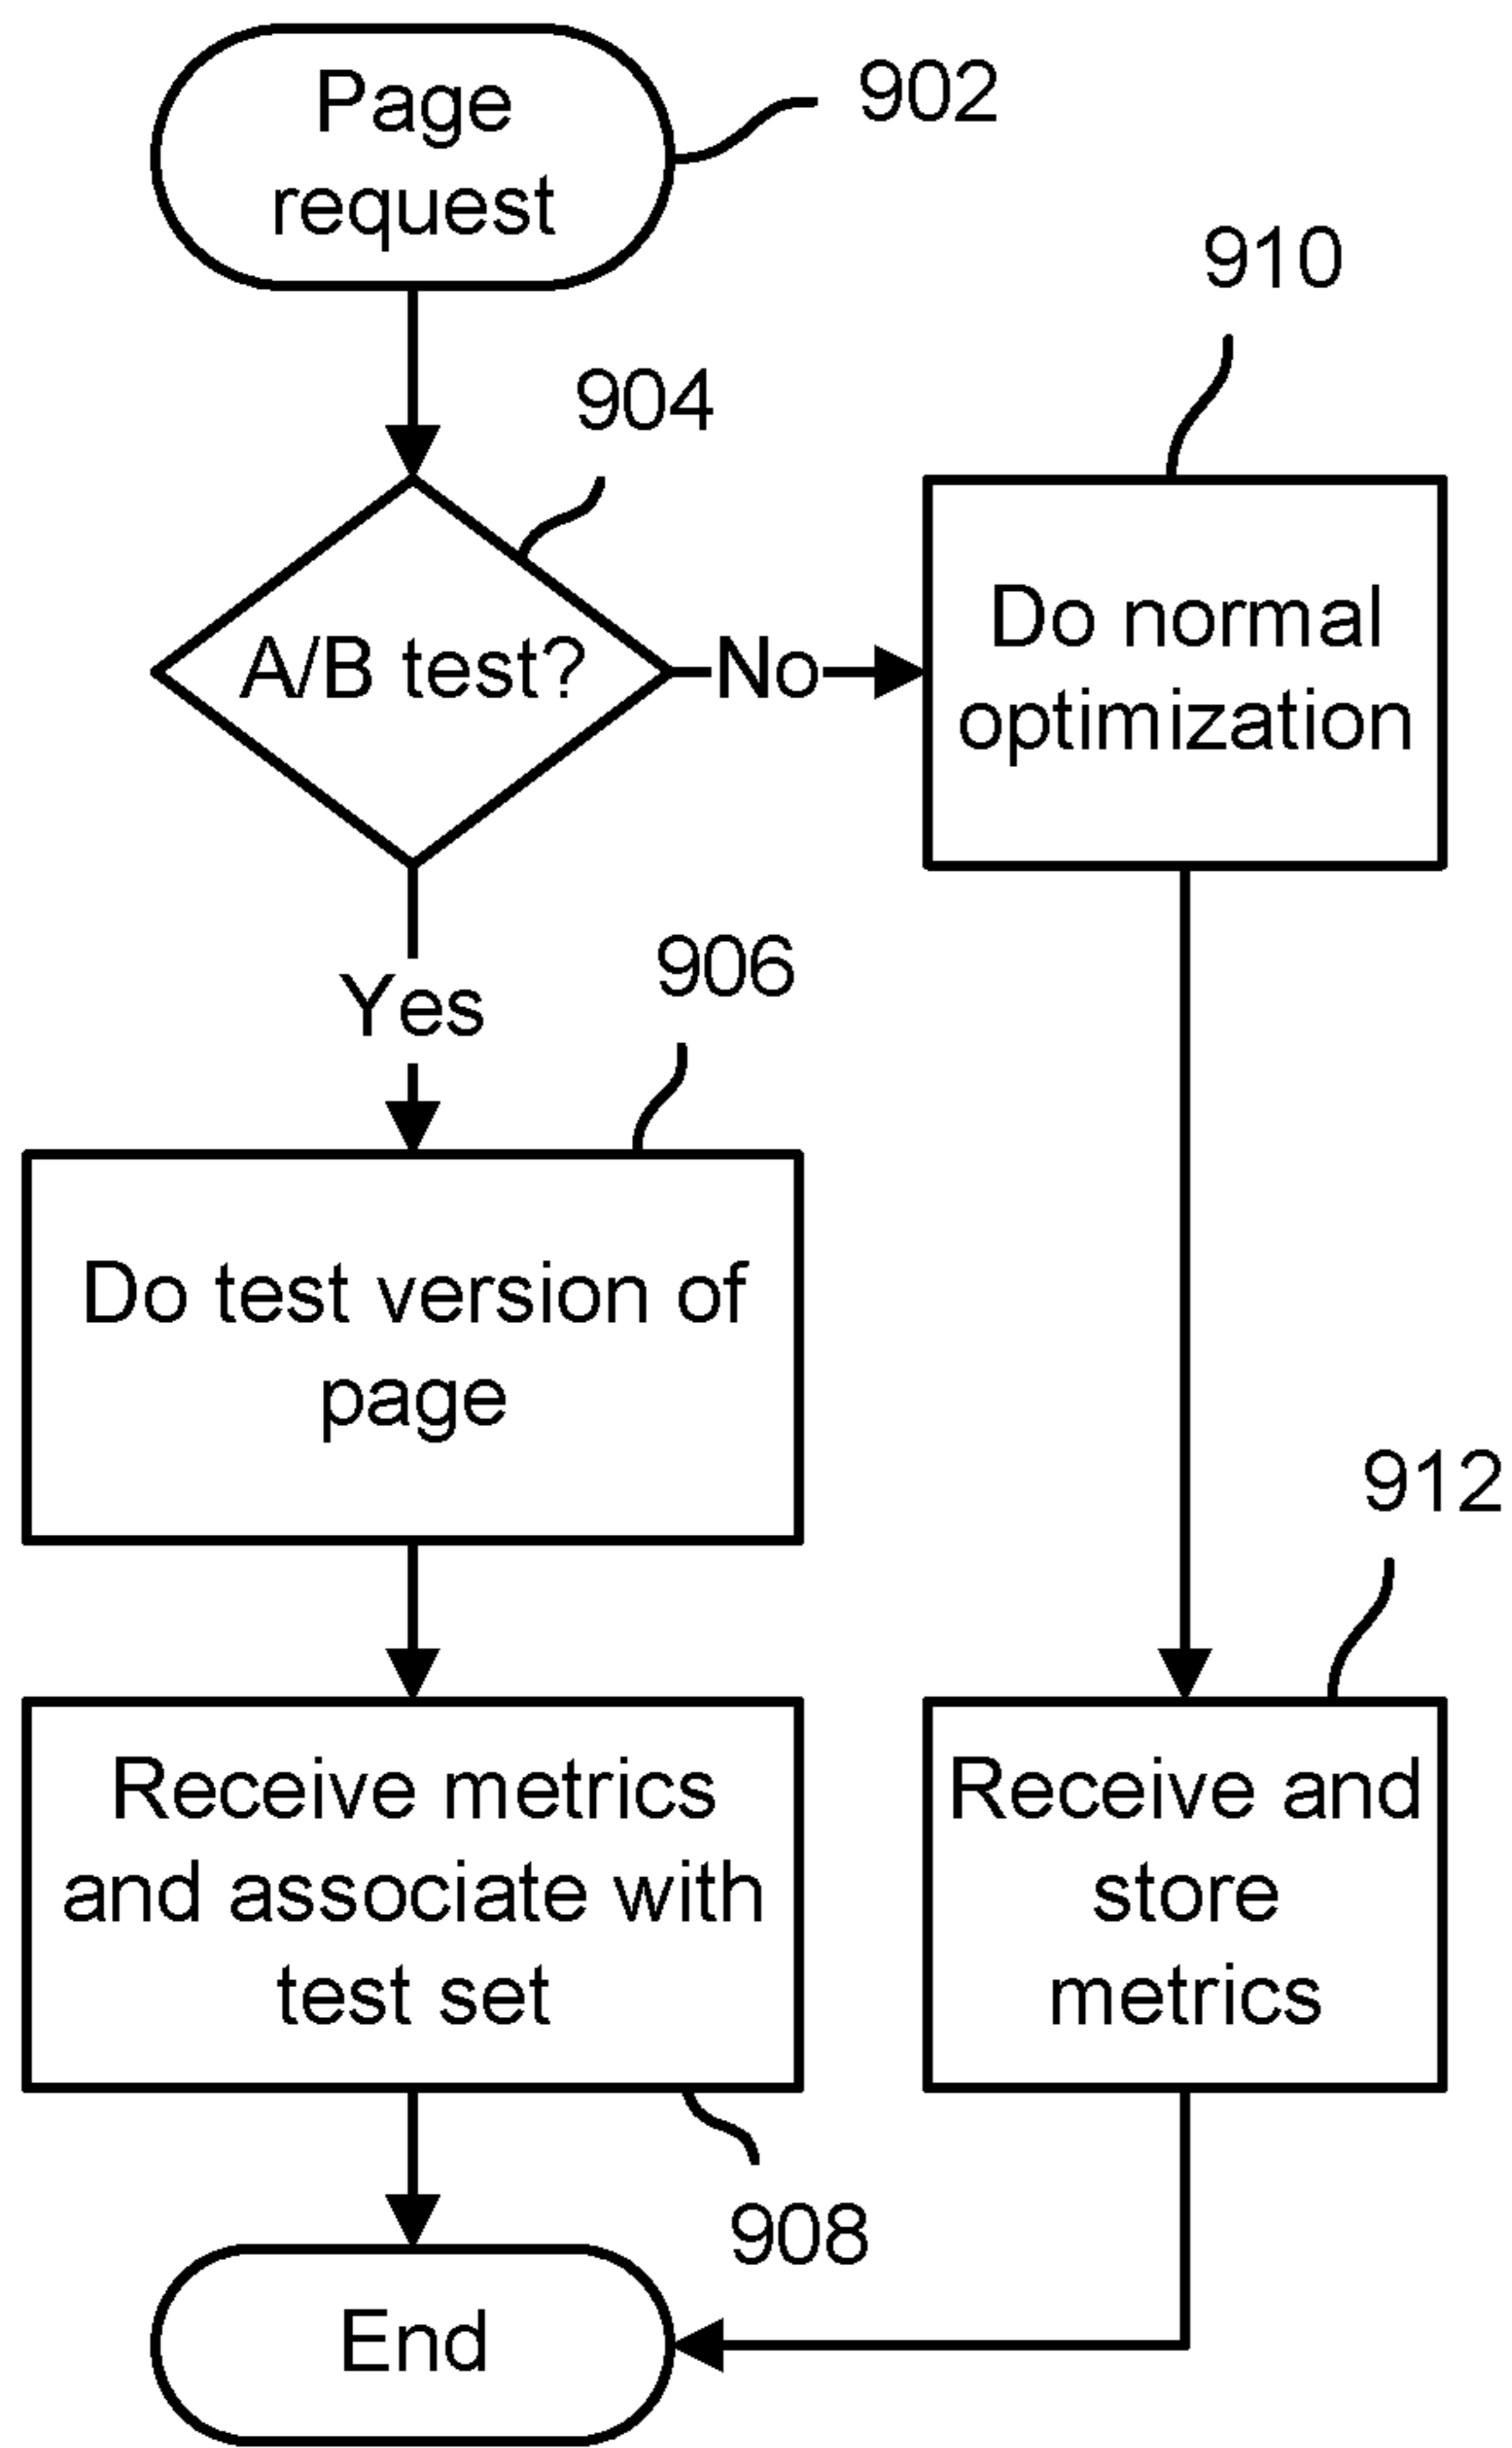 Page
request
902
904
A/B test?
No
910
Do normal
optimization
Yes
906
Do test version of
page
912
Receive metrics
and associate with
test set
908
Receive and
store
metrics
End